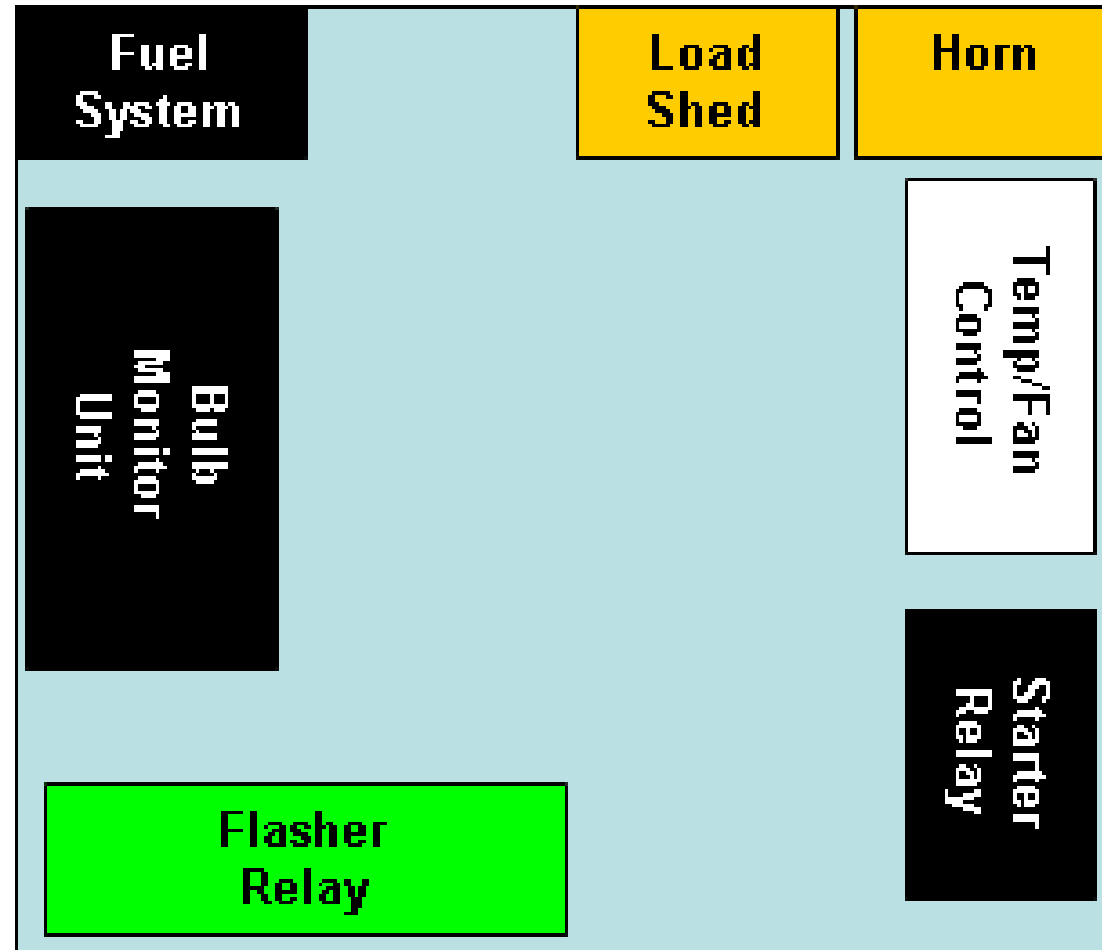 Fuel
System
Load
Shed
Horn
Temp/Fan
Control
Bulb
Monitor
Unit
Starter
Relay
Flasher
Relay